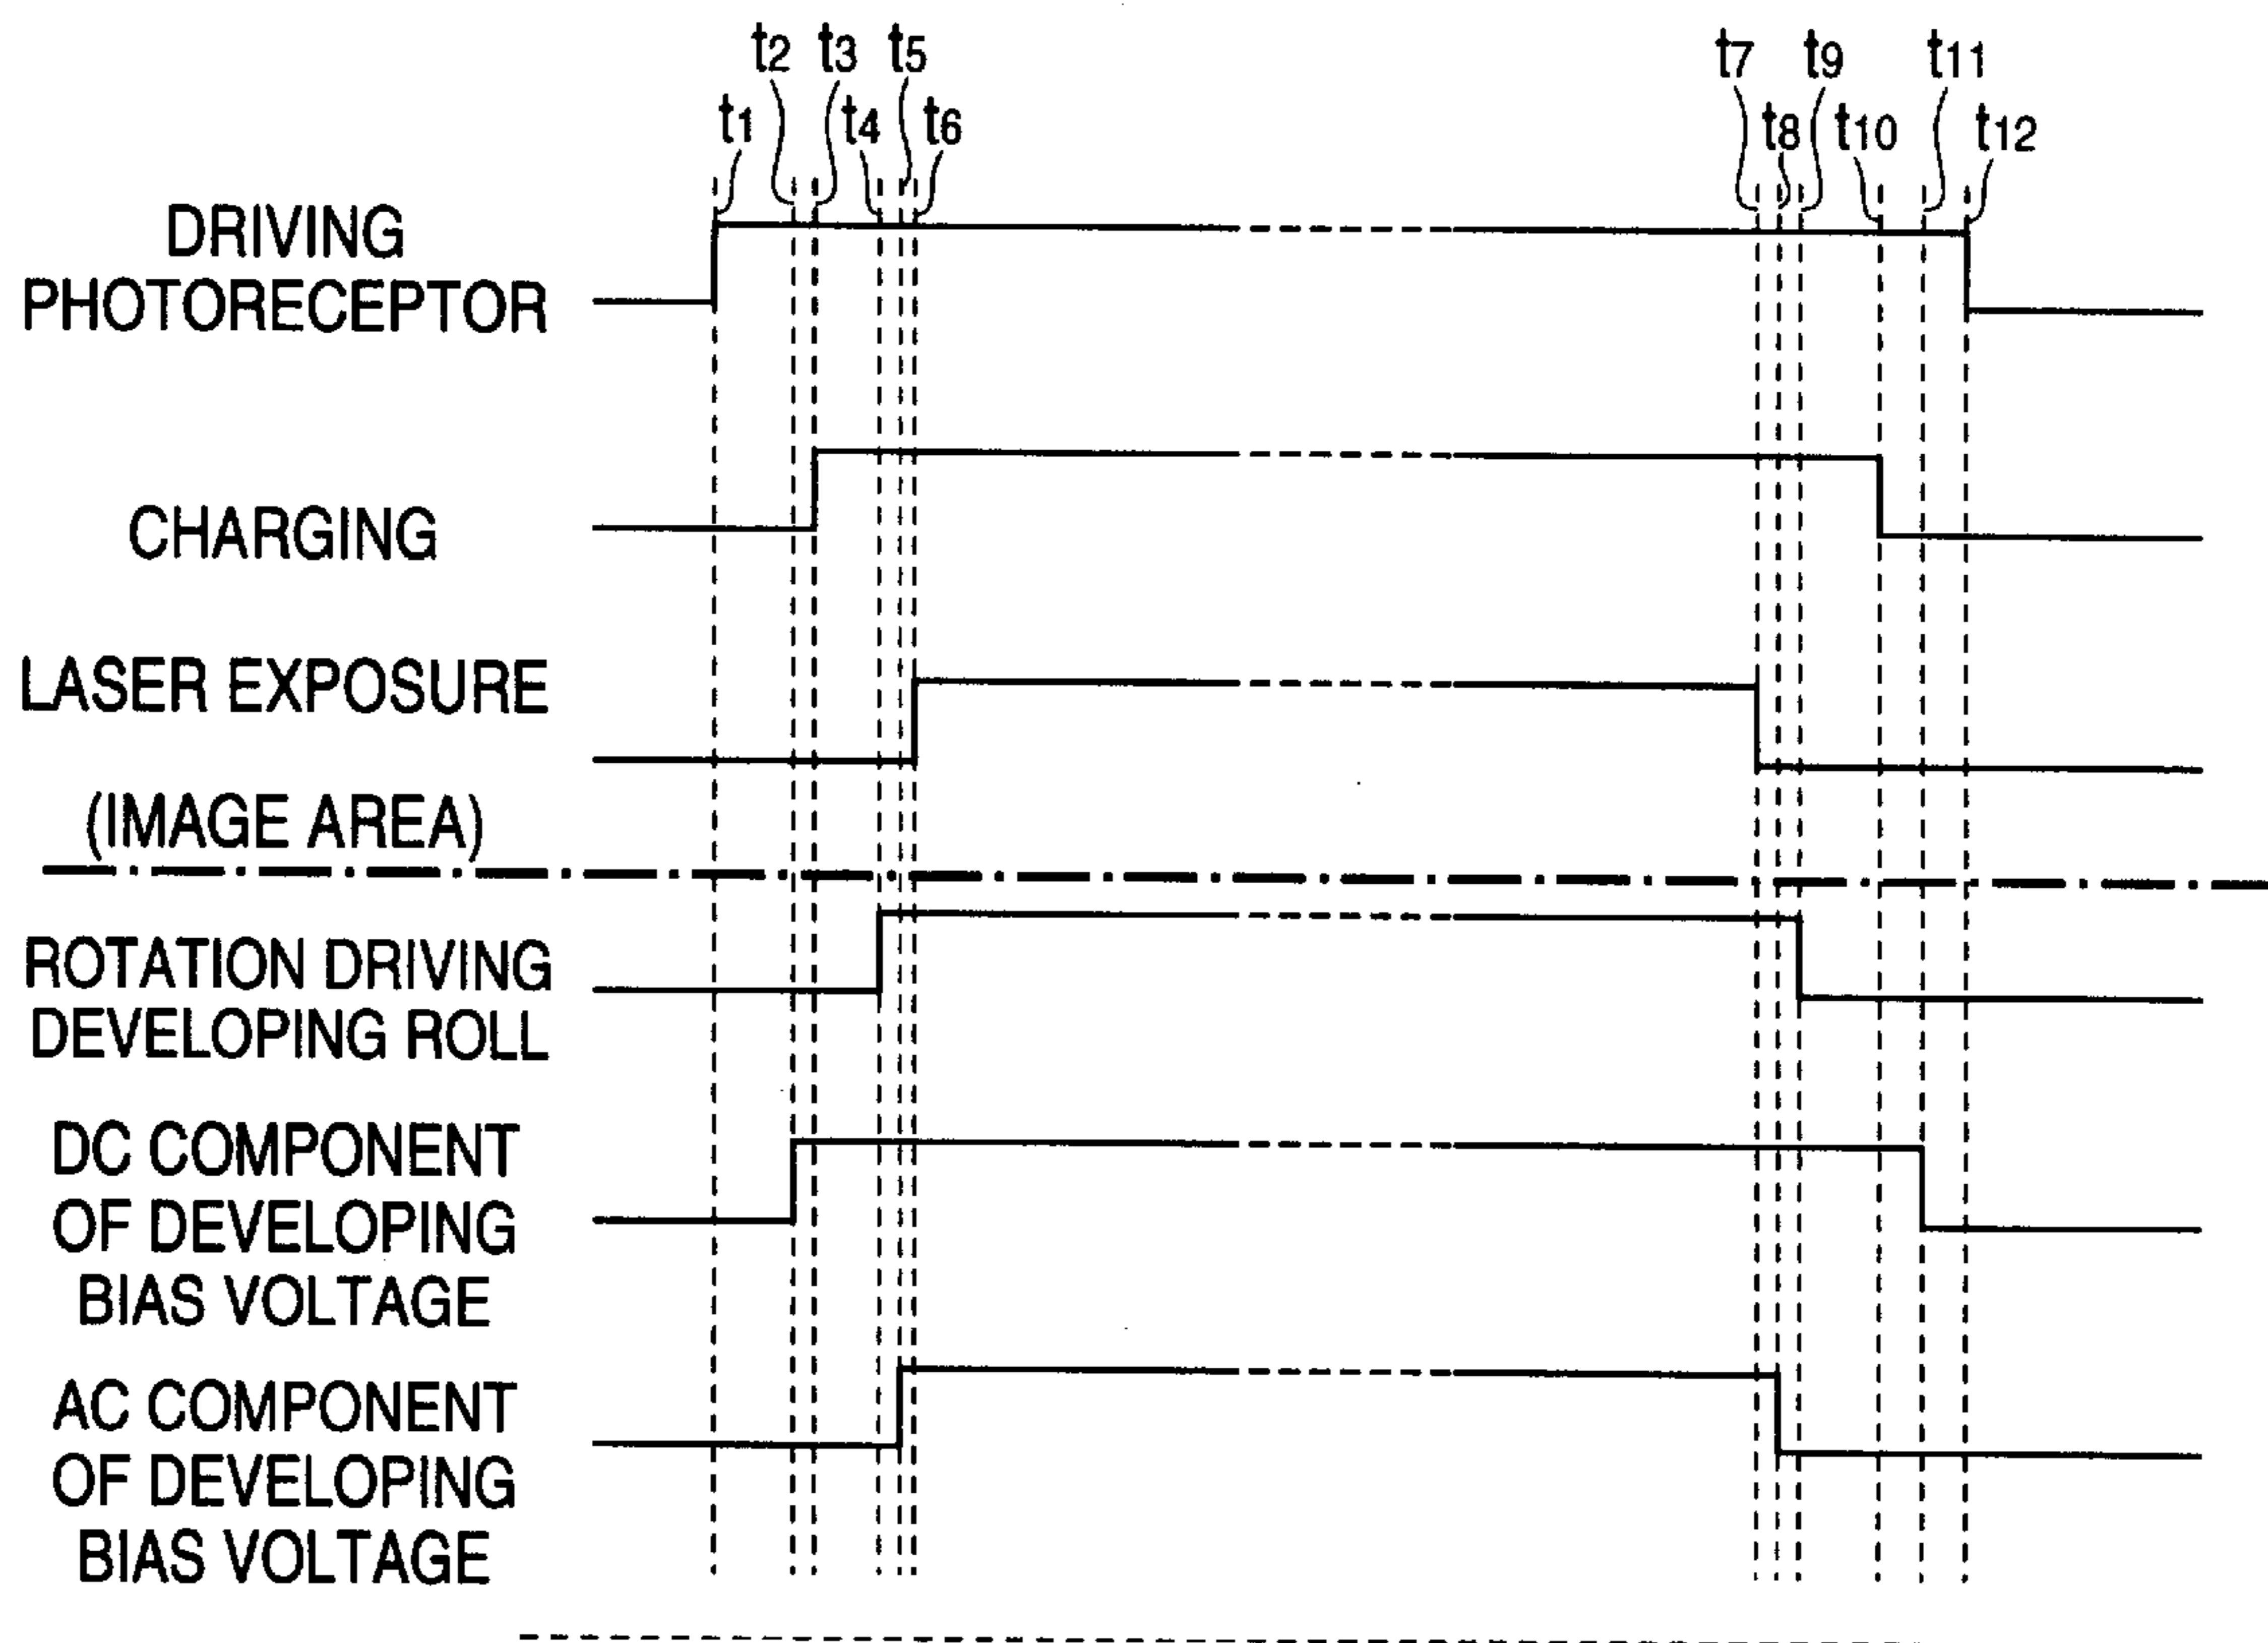 t2 t3 t5 t7 t9 t11
t1 t4 t6 t8 t10 t12
DRIVING
PHOTORECEPTOR
CHARGING
LASER EXPOSURE
(IMAGE AREA)
ROTATION DRIVING
DEVELOPING ROLL
DC COMPONENT
OF DEVELOPING
BIAS VOLTAGE
AC COMPONENT
OF DEVELOPING
BIAS VOLTAGE